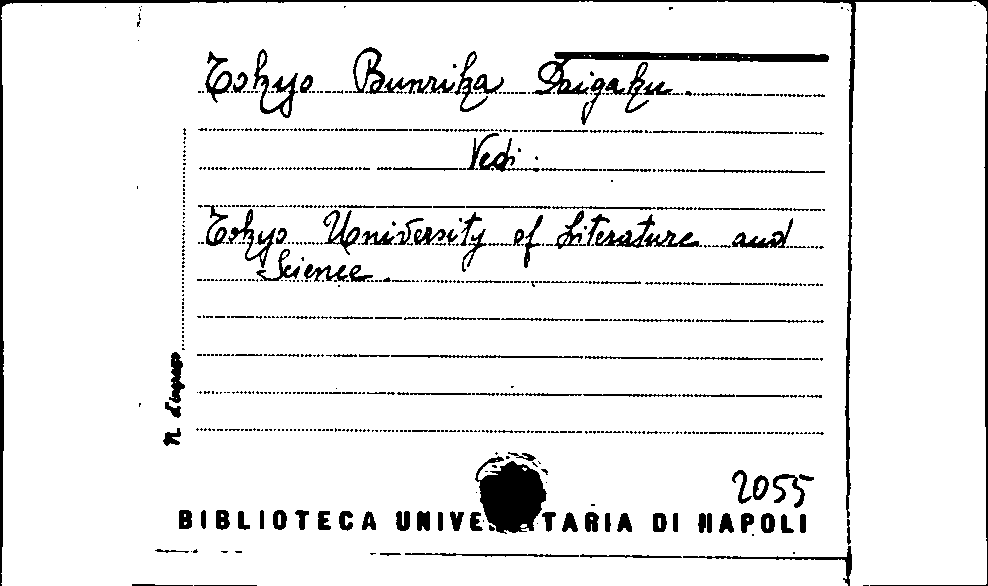 Tokyo Bunrika Daigaku.
Vedi:
Tokyo University of Literature and
Science.
N. d'ingresso
2055
BIBLIOTECA UNIVE TARIA DI NAPOLI